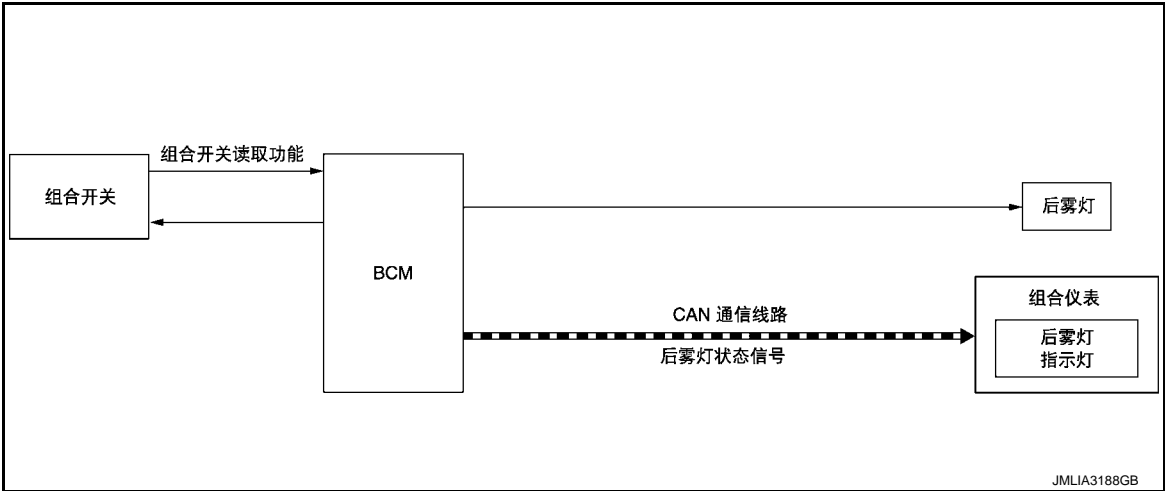 组合开关读取功能
组合开关
BCM
后雾灯
CAN 通信线路
后雾灯状态信号
组合仪表
后雾灯
指示灯
JMLIA3188GB